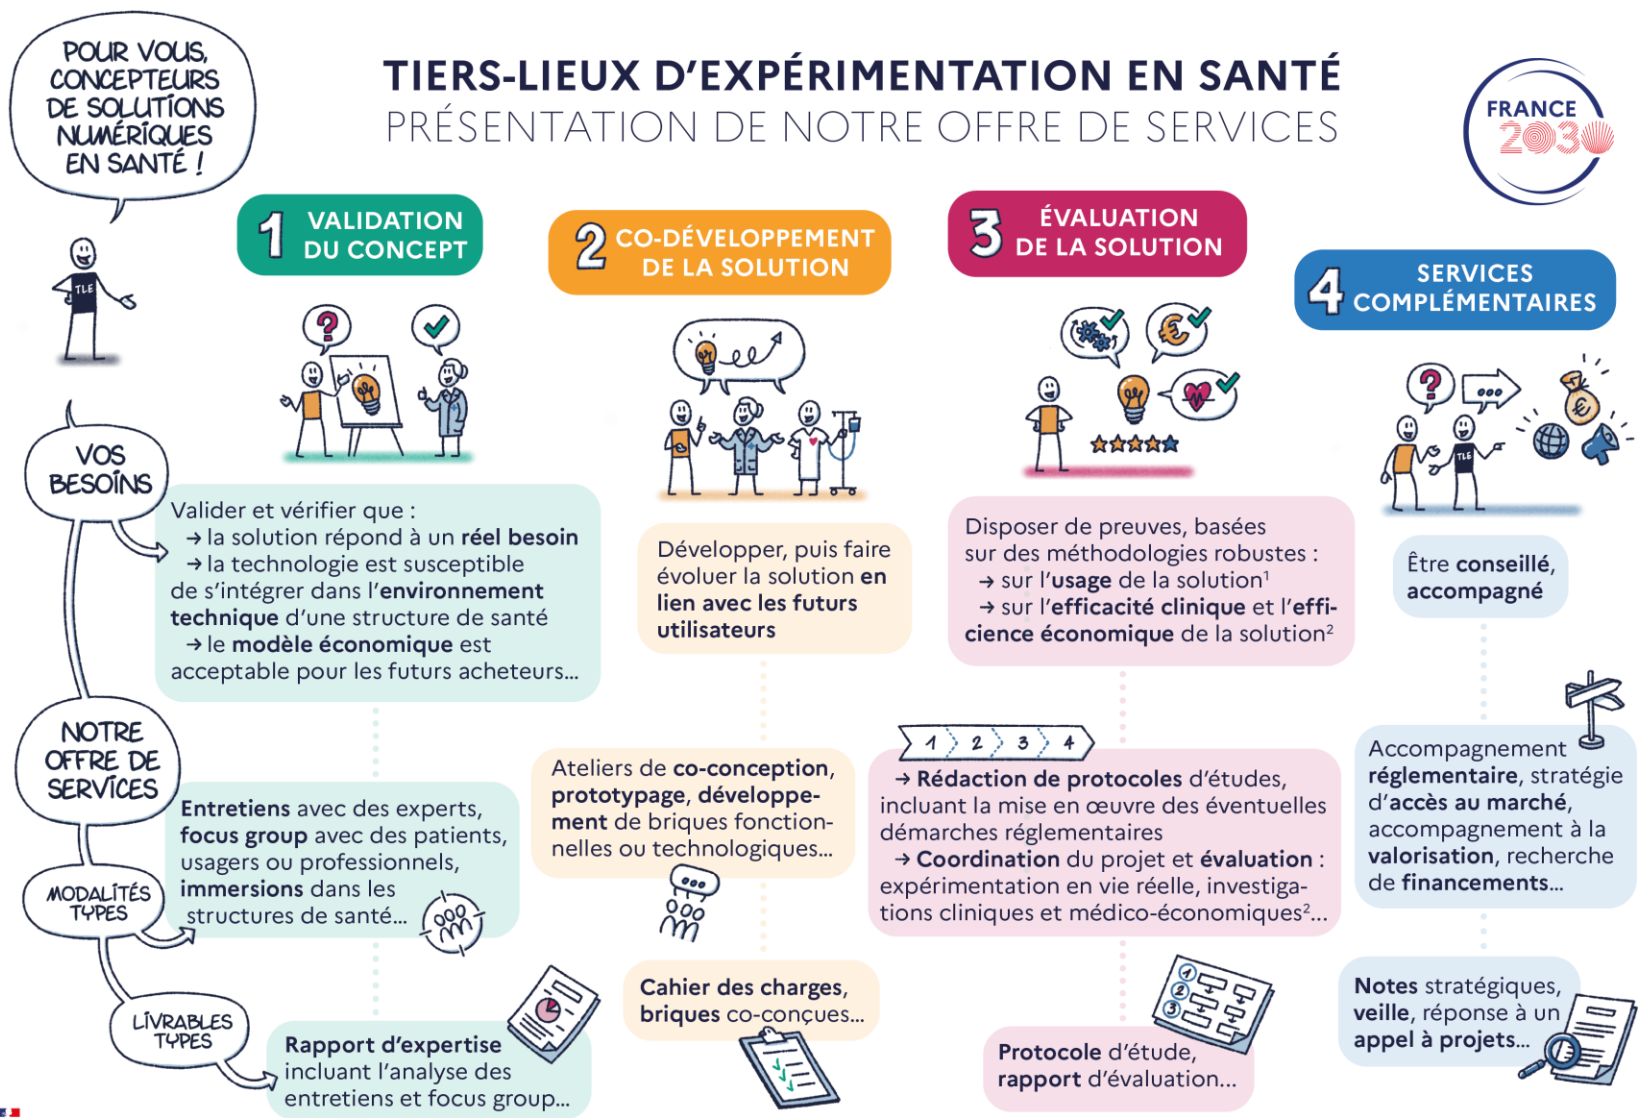 POUR VOUS,
CONCEPTEURS
DE SOLUTIONS
NUMÉRIQUES
EN SANTÉ !
TIERS-LIEUX D'EXPÉRIMENTATION EN SANTÉ
PRÉSENTATION DE NOTRE OFFRE DE SERVICES
FRANCE
2030
TLE
1 VALIDATION
DU CONCEPT
?
2 CO-DÉVELOPPEMENT
DE LA SOLUTION
3 ÉVALUATION
DE LA SOLUTION
€
4 SERVICES
COMPLÉMENTAIRES
?
...
€
TLE
VOS
BESOINS
Valider et vérifier que :
→ la solution répond à un réel besoin
→ la technologie est susceptible
de s'intégrer dans l'environnement
technique d'une structure de santé
→ le modèle économique est
acceptable pour les futurs acheteurs...
Développer, puis faire
évoluer la solution en
lien avec les futurs
utilisateurs
Disposer de preuves, basées
sur des méthodologies robustes :
→ sur l'usage de la solution¹
→ sur l'efficacité clinique et l'effi-
cience économique de la solution²
Être conseillé,
accompagné
NOTRE
OFFRE DE
SERVICES
MODALITÉS
TYPES
Entretiens avec des experts,
focus group avec des patients,
usagers ou professionnels,
immersions dans les
structures de santé...
Ateliers de co-conception,
prototypage, développe-
ment de briques fonction-
nelles ou technologiques...
...
1 2 3 4
→ Rédaction de protocoles d'études,
incluant la mise en œuvre des éventuelles
démarches réglementaires
→ Coordination du projet et évaluation :
expérimentation en vie réelle, investiga-
tions cliniques et médico-économiques²...
Accompagnement
réglementaire, stratégie
d'accès au marché,
accompagnement à la
valorisation, recherche
de financements...
LIVRABLES
TYPES
Rapport d'expertise
incluant l'analyse des
entretiens et focus group...
Cahier des charges,
briques co-conçues...
1
2
3
Protocole d'étude,
rapport d'évaluation...
Notes stratégiques,
veille, réponse à un
appel à projets...